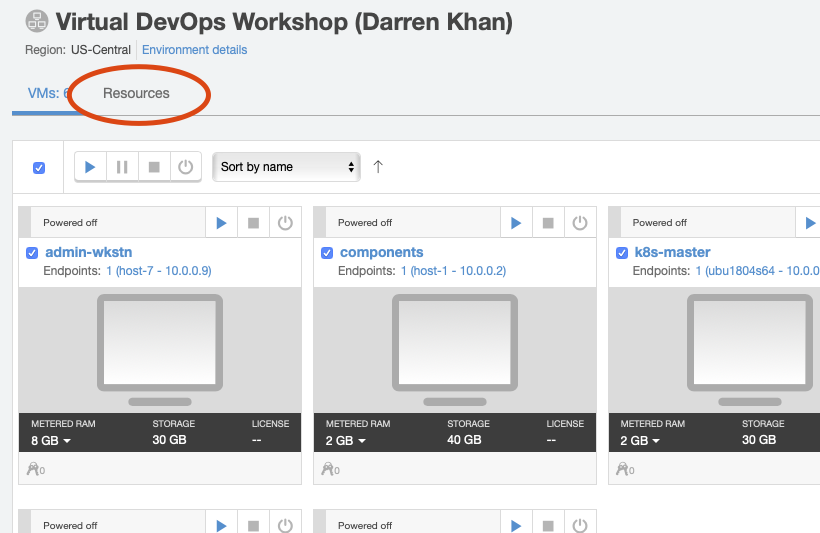 Virtual DevOps Workshop (Darren Khan)
Region: US-Central Environment details
VMs: 6 Resources
Sort by name
Powered off Powered off Powered off
admin-wkstn components k8s-master
Endpoints: 1 (host-7 - 10.0.0.9) Endpoints: 1 (host-1 - 10.0.0.2) Endpoints: 1 (ubu1804s64 - 10.0.0
METERED RAM STORAGE LICENSE METERED RAM STORAGE LICENSE METERED RAM STORAGE
8 GB 30 GB -- 2 GB 40 GB -- 2 GB 30 GB
0 0 0
Powered off Powered off